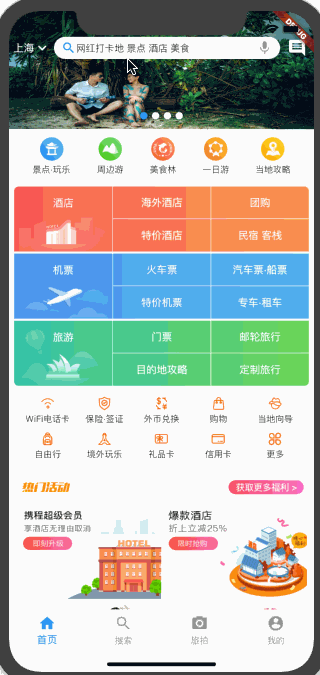 DEBUG
上海 网红打卡地 景点 酒店 美食
景点·玩乐 周边游 美食林 一日游 当地攻略
酒店 海外酒店 团购
特价酒店 民宿 客栈
机票 火车票 汽车票·船票
特价机票 专车·租车
旅游 门票 邮轮旅行
目的地攻略 定制旅行
WiFi电话卡 保险·签证 外币兑换 购物 当地向导
自由行 境外玩乐 礼品卡 信用卡 更多
热门活动 获取更多福利 >
携程超级会员 爆款酒店
享酒店无理由取消 折上立减25%
即刻升级 限时抢购
HOTEL
首页 搜索 旅拍 我的